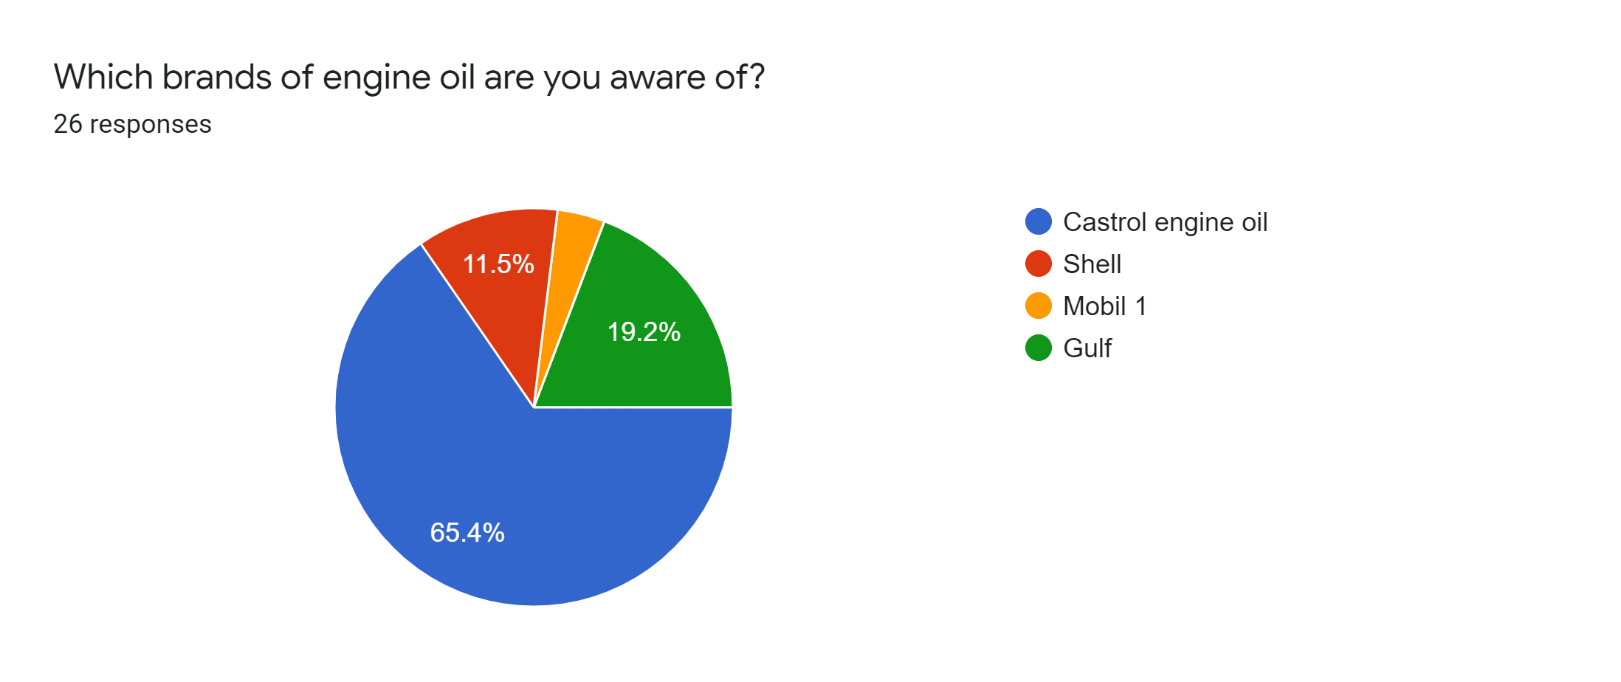 Which brands of engine oil are you aware of?
26 responses
11.5%
19.2%
65.4%
Castrol engine oil
Shell
Mobil 1
Gulf